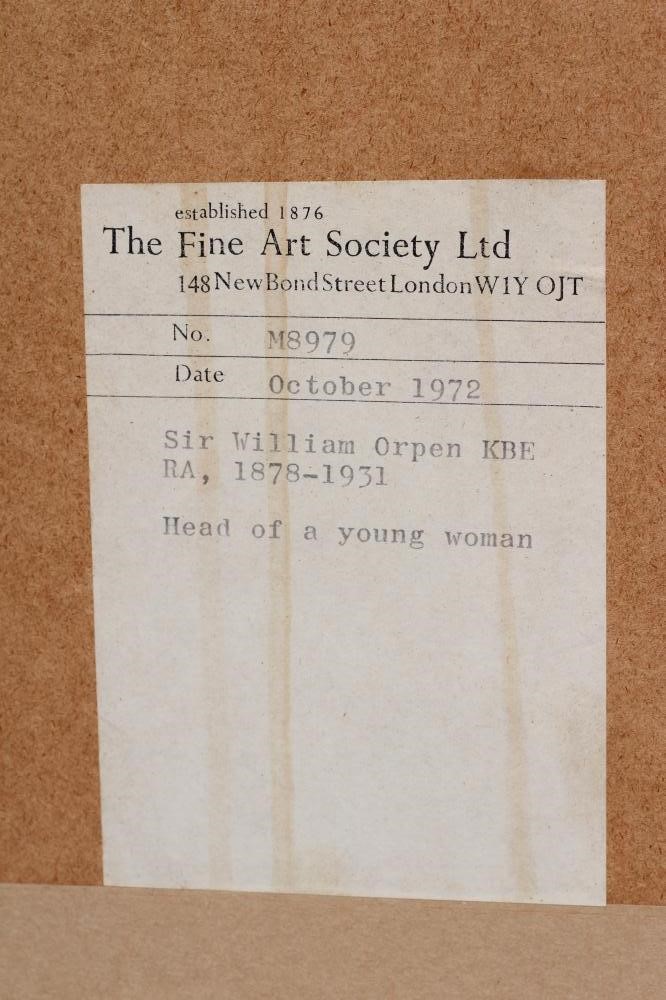 established 1876
The Fine Art Society Ltd
148 New Bond Street London W1Y OJT
No. M8979
Date October 1972
Sir William Orpen KBE
RA, 1878-1931
Head of a young woman